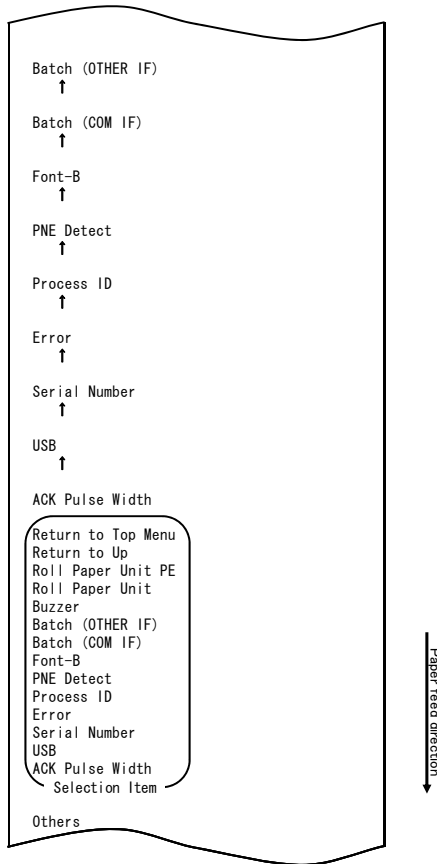 Batch (OTHER IF)
↑
Batch (COM IF)
↑
Font-B
↑
PNE Detect
↑
Process ID
↑
Error
↑
Serial Number
↑
USB
↑
ACK Pulse Width
Return to Top Menu
Return to Up
Roll Paper Unit PE
Roll Paper Unit
Buzzer
Batch (OTHER IF)
Batch (COM IF)
Font-B
PNE Detect
Process ID
Error
Serial Number
USB
ACK Pulse Width
Selection Item
Others
Paper feed direction